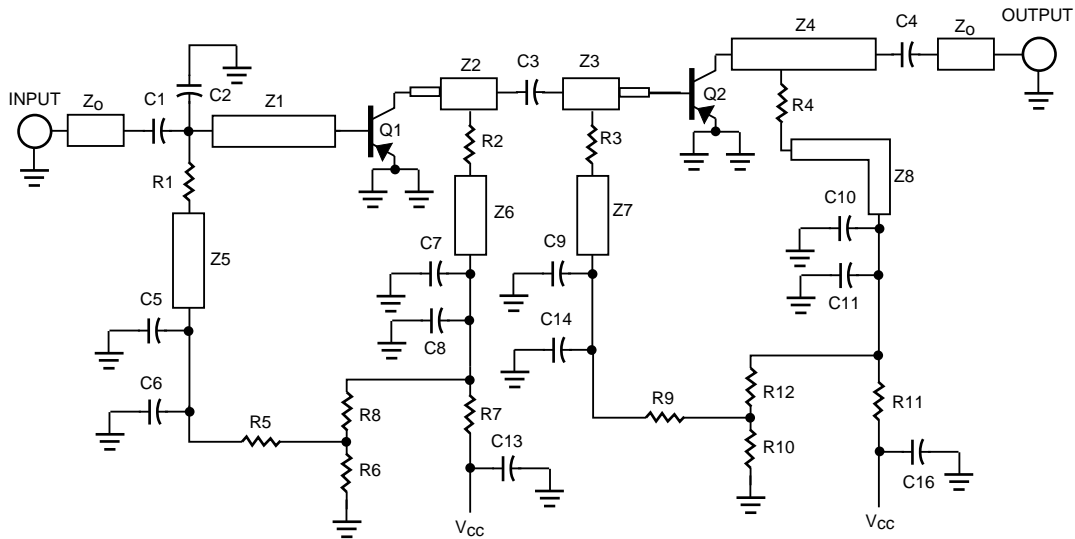 OUTPUT
Z4
C4
Zo
Z2
C3
Z3
INPUT
Zo
C1
C2
Z1
Q1
Q2
R4
R2
R3
R1
Z8
Z5
Z6
Z7
C10
C7
C9
C11
C5
C8
C14
C6
R12
R11
R8
R7
R9
R5
R10
R6
C13
C16
VCC
VCC